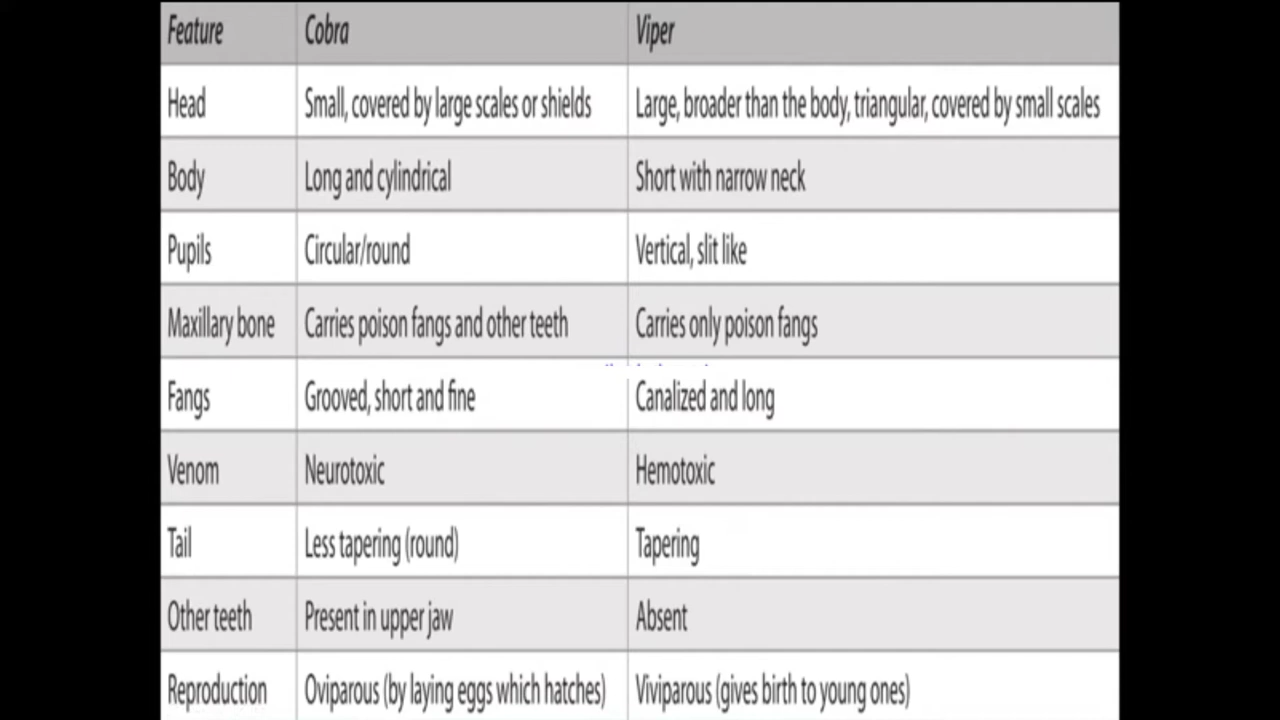 Feature Cobra Viper
Head Small, covered by large scales or shields Large, broader than the body, triangular, covered by small scales
Body Long and cylindrical Short with narrow neck
Pupils Circular/round Vertical, slit like
Maxillary bone Carries poison fangs and other teeth Carries only poison fangs
Fangs Grooved, short and fine Canalized and long
Venom Neurotoxic Hemotoxic
Tail Less tapering (round) Tapering
Other teeth Present in upper jaw Absent
Reproduction Oviparous (by laying eggs which hatches) Viviparous (gives birth to young ones)